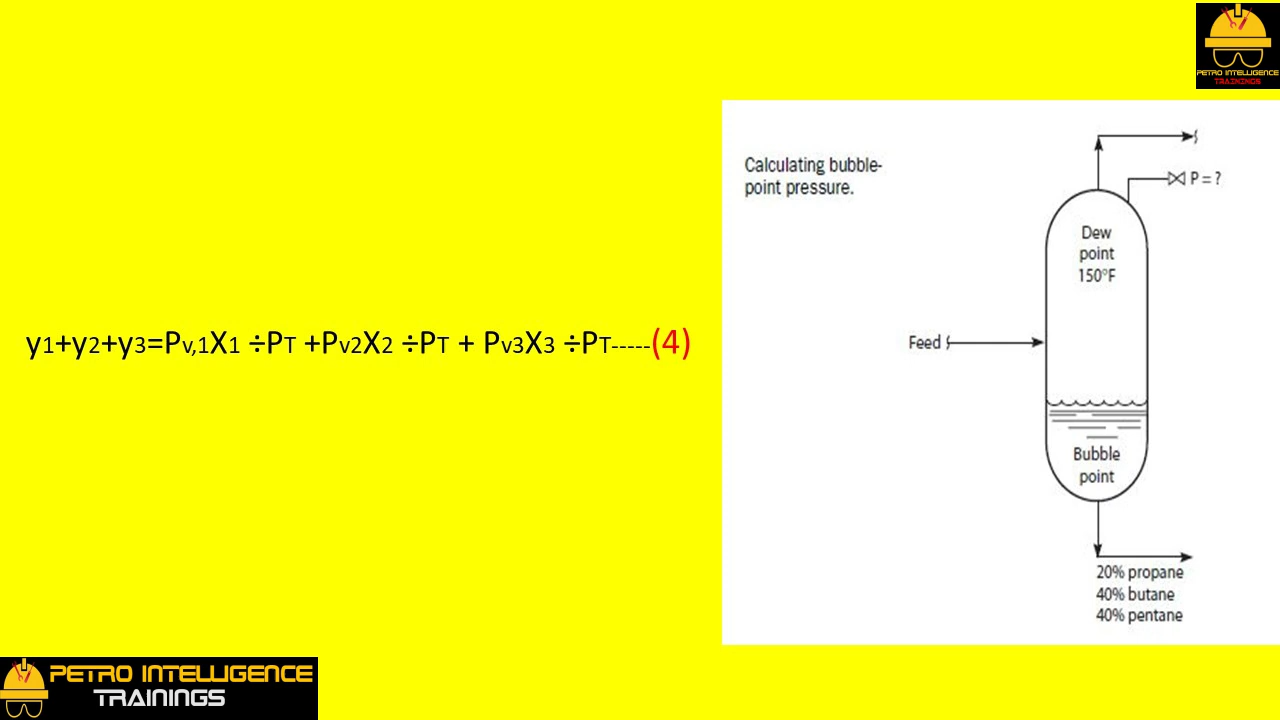 PETRO INTELLIGENCE
TRAININGS
Calculating bubble-
point pressure.
P = ?
Dew
point
150°F
y1+y2+y3=Pv,1X1 ÷PT +Pv2X2 ÷PT + Pv3X3 ÷PT-----(4)
Feed
Bubble
point
20% propane
40% butane
40% pentane
PETRO INTELLIGENCE
TRAININGS